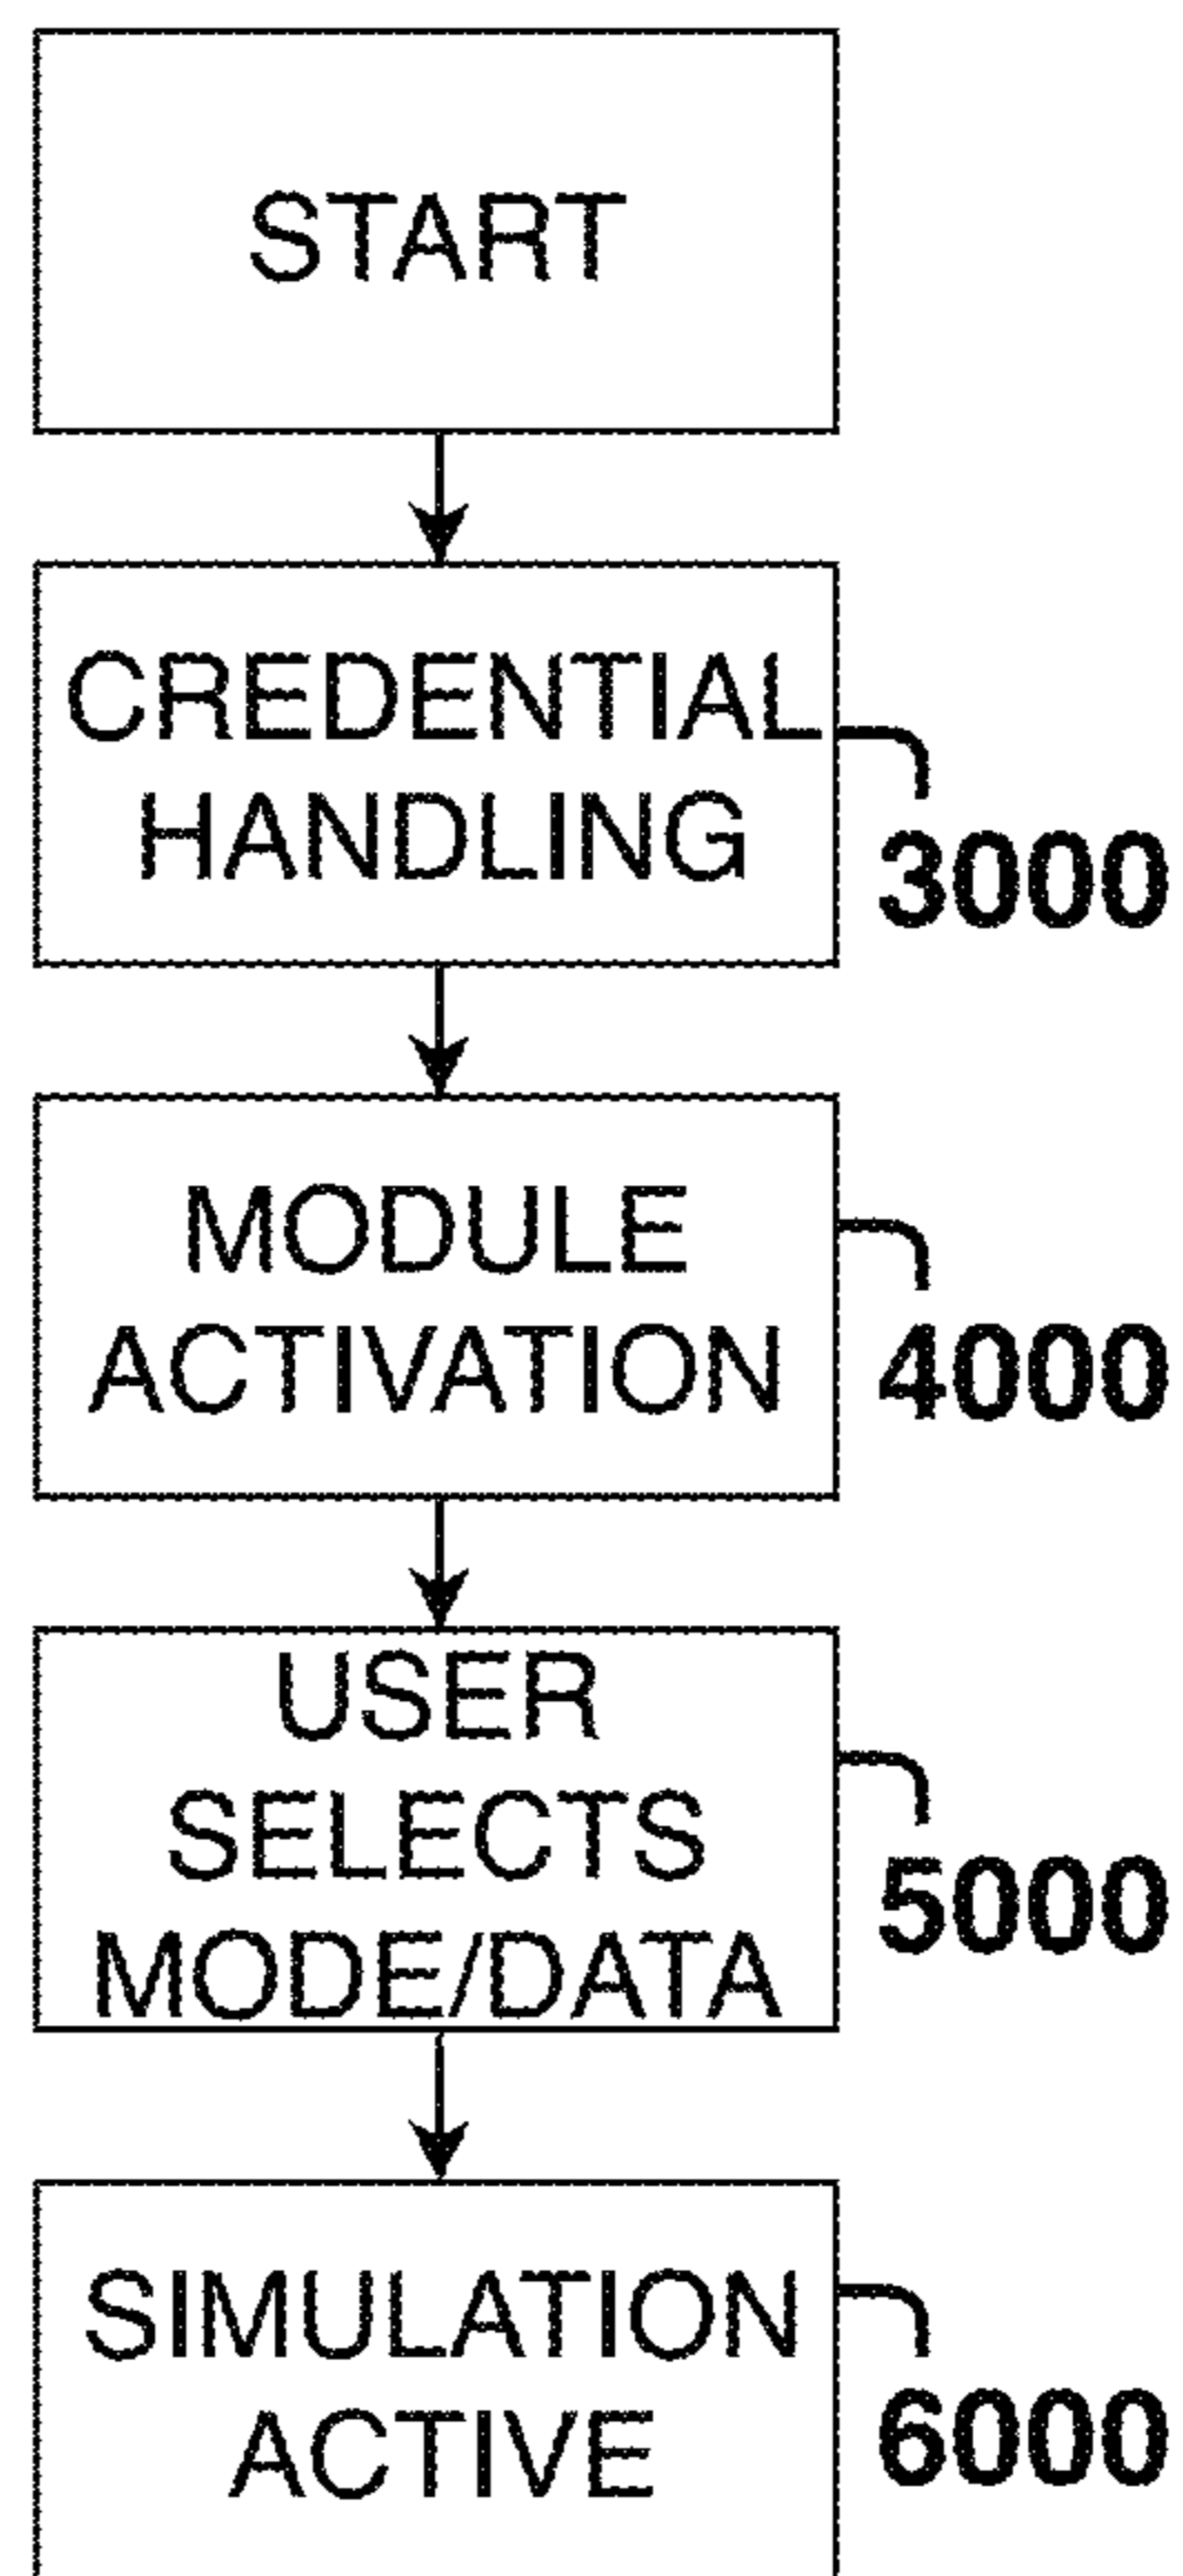 START
CREDENTIAL
HANDLING
3000
MODULE
ACTIVATION
4000
USER
SELECTS
MODE/DATA
5000
SIMULATION
ACTIVE
6000